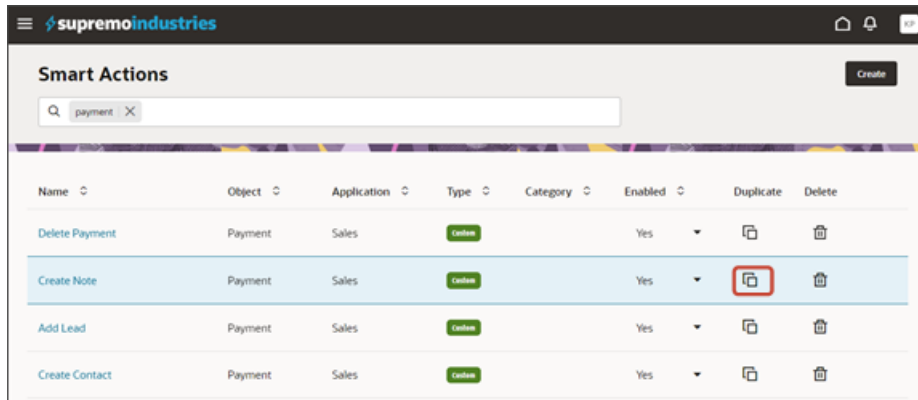 supremoindustries
KP
Smart Actions
Create
payment
Name Object Application Type Category Enabled Duplicate Delete
Delete Payment Payment Sales Custom Yes
Create Note Payment Sales Custom Yes
Add Lead Payment Sales Custom Yes
Create Contact Payment Sales Custom Yes